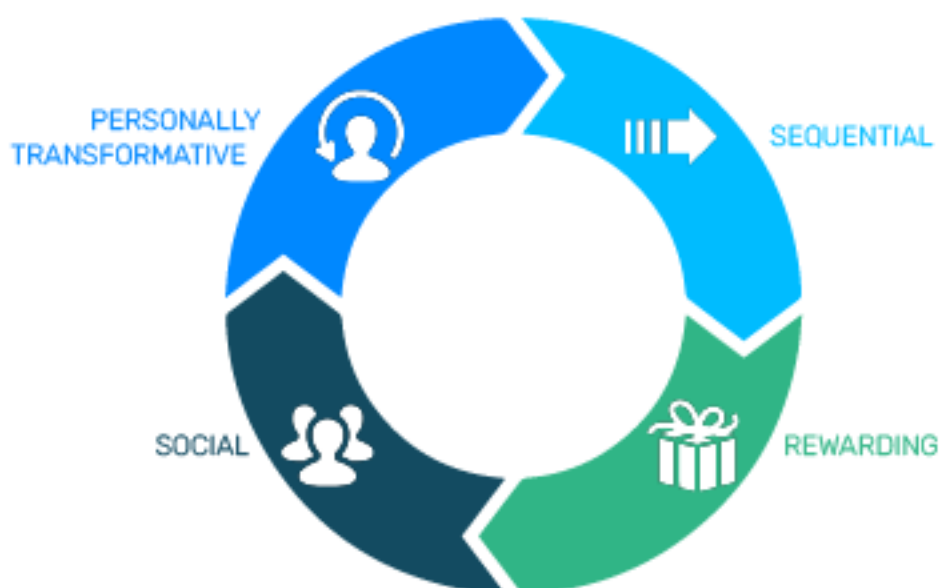 PERSONALLY
TRANSFORMATIVE
SEQUENTIAL
SOCIAL
REWARDING